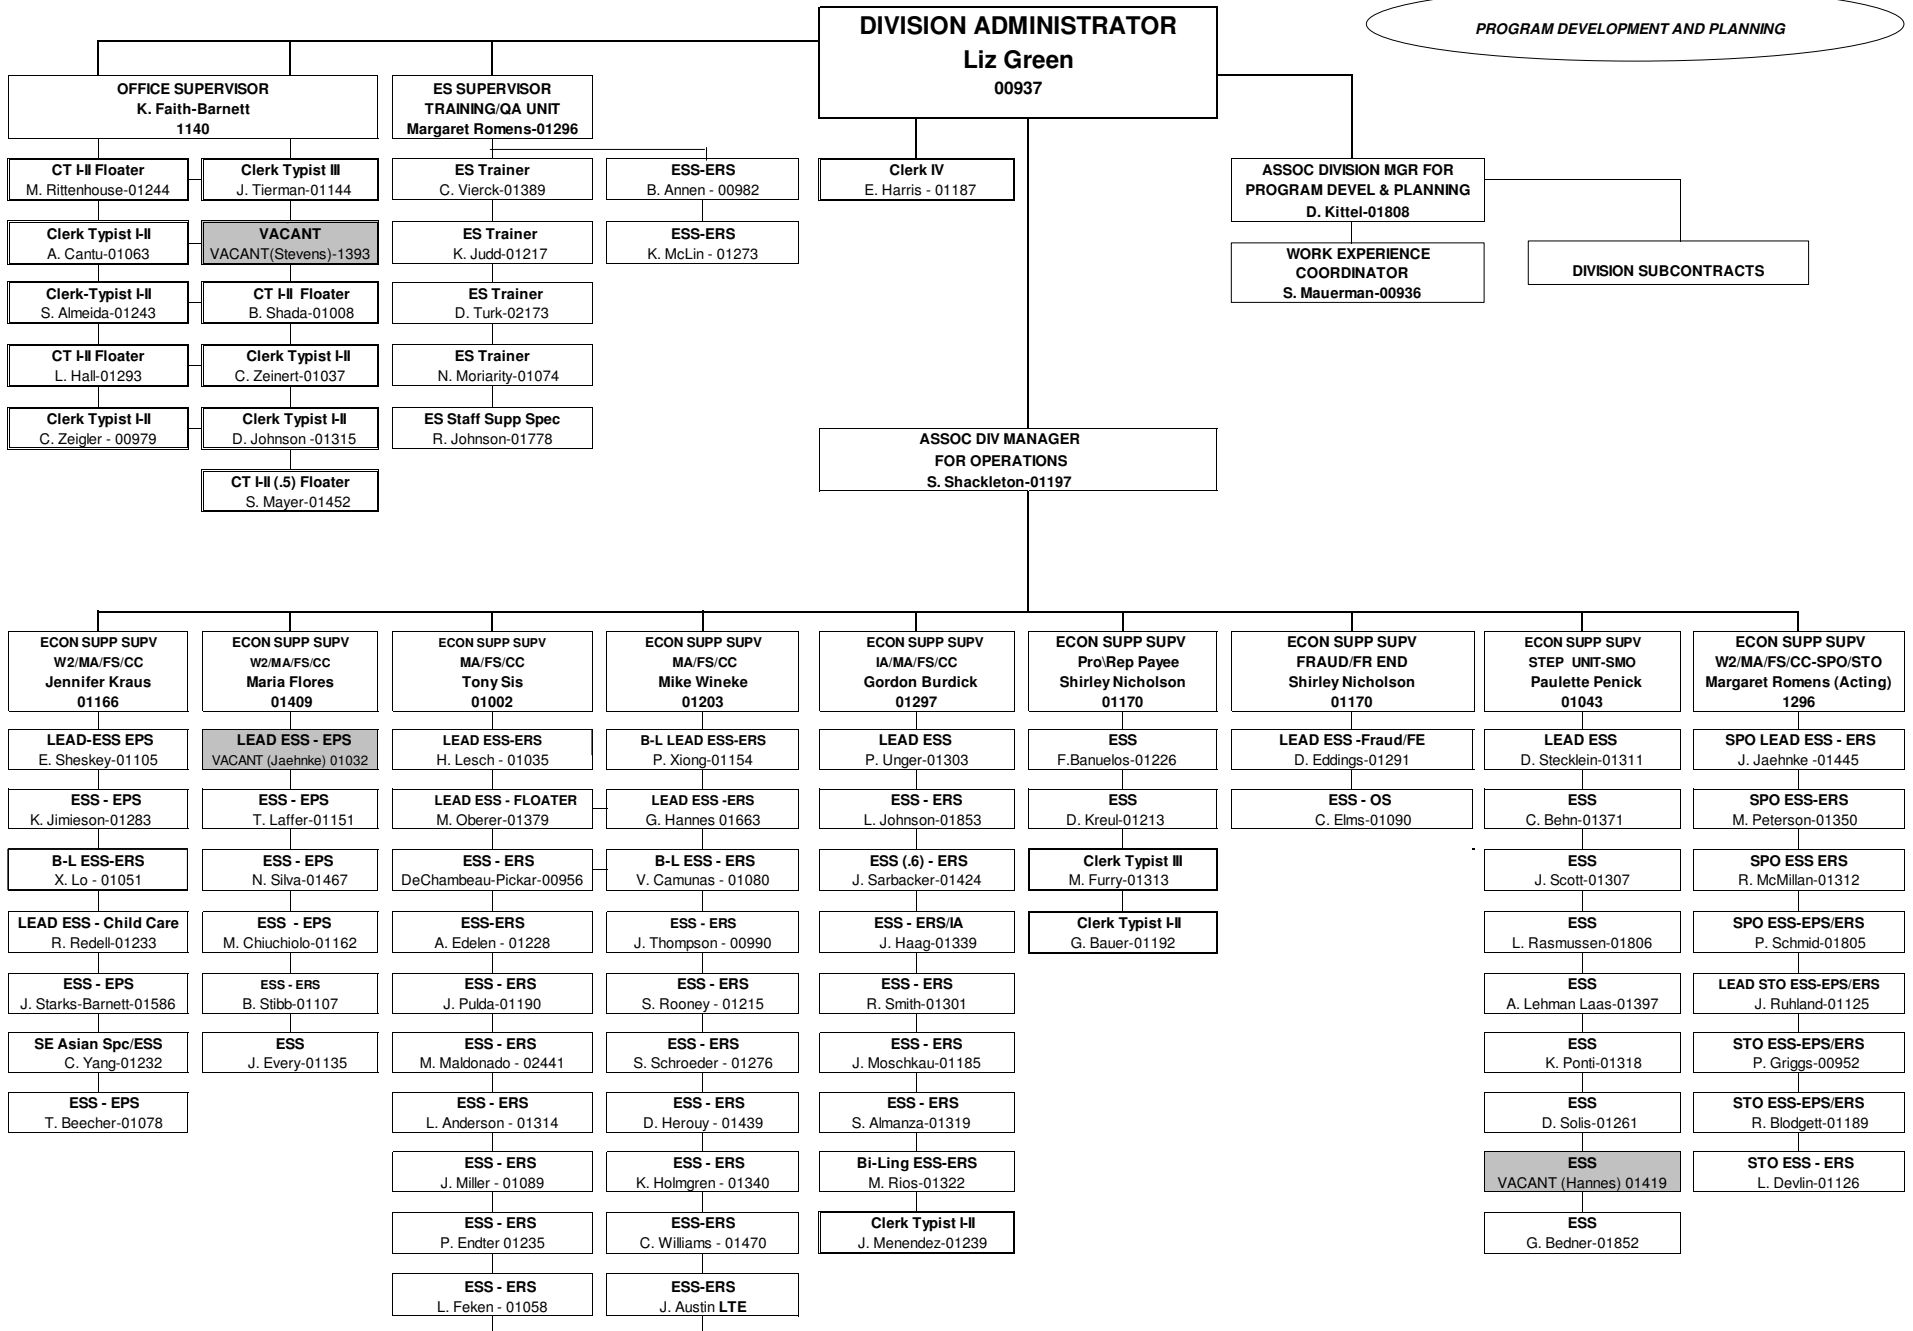 DIVISION ADMINISTRATOR
Liz Green
00937
PROGRAM DEVELOPMENT AND PLANNING
OFFICE SUPERVISOR
K. Faith-Barnett
1140
ES SUPERVISOR
TRAINING/QA UNIT
Margaret Romens-01296
CT I-II Floater
M. Rittenhouse-01244
Clerk Typist III
J. Tierman-01144
ES Trainer
C. Vierck-01389
ESS-ERS
B. Annen - 00982
Clerk IV
E. Harris - 01187
ASSOC DIVISION MGR FOR
PROGRAM DEVEL & PLANNING
D. Kittel-01808
Clerk Typist I-II
A. Cantu-01063
VACANT
VACANT(Stevens)-1393
ES Trainer
K. Judd-01217
ESS-ERS
K. McLin - 01273
WORK EXPERIENCE
COORDINATOR
S. Mauerman-00936
DIVISION SUBCONTRACTS
Clerk-Typist I-II
S. Almeida-01243
CT I-II Floater
B. Shada-01008
ES Trainer
D. Turk-02173
CT I-II Floater
L. Hall-01293
Clerk Typist I-II
C. Zeinert-01037
ES Trainer
N. Moriarity-01074
Clerk Typist I-II
C. Zeigler - 00979
Clerk Typist I-II
D. Johnson -01315
ES Staff Supp Spec
R. Johnson-01778
CT I-II (.5) Floater
S. Mayer-01452
ASSOC DIV MANAGER
FOR OPERATIONS
S. Shackleton-01197
ECON SUPP SUPV
W2/MA/FS/CC
Jennifer Kraus
01166
LEAD-ESS EPS
E. Sheskey-01105
ESS - EPS
K. Jimieson-01283
B-L ESS-ERS
X. Lo - 01051
LEAD ESS - Child Care
R. Redell-01233
ESS - EPS
J. Starks-Barnett-01586
SE Asian Spc/ESS
C. Yang-01232
ESS - EPS
T. Beecher-01078
ECON SUPP SUPV
W2/MA/FS/CC
Maria Flores
01409
LEAD ESS - EPS
VACANT (Jaehnke) 01032
ESS - EPS
T. Laffer-01151
ESS - EPS
N. Silva-01467
ESS - EPS
M. Chiuchiolo-01162
ESS - ERS
B. Stibb-01107
ESS
J. Every-01135
ECON SUPP SUPV
MA/FS/CC
Tony Sis
01002
LEAD ESS-ERS
H. Lesch - 01035
LEAD ESS - FLOATER
M. Oberer-01379
ESS - ERS
DeChambeau-Pickar-00956
ESS-ERS
A. Edelen - 01228
ESS - ERS
J. Pulda-01190
ESS - ERS
M. Maldonado - 02441
ESS - ERS
L. Anderson - 01314
ESS - ERS
J. Miller - 01089
ESS - ERS
P. Endter 01235
ESS - ERS
L. Feken - 01058
ECON SUPP SUPV
MA/FS/CC
Mike Wineke
01203
B-L LEAD ESS-ERS
P. Xiong-01154
LEAD ESS -ERS
G. Hannes 01663
B-L ESS - ERS
V. Camunas - 01080
ESS - ERS
J. Thompson - 00990
ESS - ERS
S. Rooney - 01215
ESS - ERS
S. Schroeder - 01276
ESS - ERS
D. Herouy - 01439
ESS - ERS
K. Holmgren - 01340
ESS-ERS
C. Williams - 01470
ESS-ERS
J. Austin LTE
ECON SUPP SUPV
IA/MA/FS/CC
Gordon Burdick
01297
LEAD ESS
P. Unger-01303
ESS - ERS
L. Johnson-01853
ESS (.6) - ERS
J. Sarbacker-01424
ESS - ERS/IA
J. Haag-01339
ESS - ERS
R. Smith-01301
ESS - ERS
J. Moschkau-01185
ESS - ERS
S. Almanza-01319
Bi-Ling ESS-ERS
M. Rios-01322
Clerk Typist I-II
J. Menendez-01239
ECON SUPP SUPV
Pro\Rep Payee
Shirley Nicholson
01170
ESS
F.Banuelos-01226
ESS
D. Kreul-01213
Clerk Typist III
M. Furry-01313
Clerk Typist I-II
G. Bauer-01192
ECON SUPP SUPV
FRAUD/FR END
Shirley Nicholson
01170
LEAD ESS -Fraud/FE
D. Eddings-01291
ESS - OS
C. Elms-01090
ECON SUPP SUPV
STEP UNIT-SMO
Paulette Penick
01043
LEAD ESS
D. Stecklein-01311
ESS
C. Behn-01371
ESS
J. Scott-01307
ESS
L. Rasmussen-01806
ESS
A. Lehman Laas-01397
ESS
K. Ponti-01318
ESS
D. Solis-01261
ESS
VACANT (Hannes) 01419
ESS
G. Bedner-01852
ECON SUPP SUPV
W2/MA/FS/CC-SPO/STO
Margaret Romens (Acting)
1296
SPO LEAD ESS - ERS
J. Jaehnke -01445
SPO ESS-ERS
M. Peterson-01350
SPO ESS ERS
R. McMillan-01312
SPO ESS-EPS/ERS
P. Schmid-01805
LEAD STO ESS-EPS/ERS
J. Ruhland-01125
STO ESS-EPS/ERS
P. Griggs-00952
STO ESS-EPS/ERS
R. Blodgett-01189
STO ESS - ERS
L. Devlin-01126